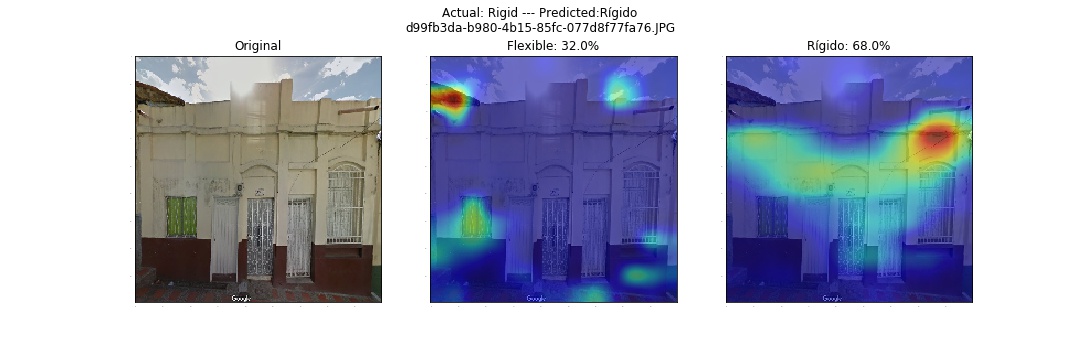 Actual: Rigid --- Predicted:Rígido
d99fb3da-b980-4b15-85fc-077d8f77fa76.JPG
Original
Flexible: 32.0%
Rígido: 68.0%
Google
Google
Google